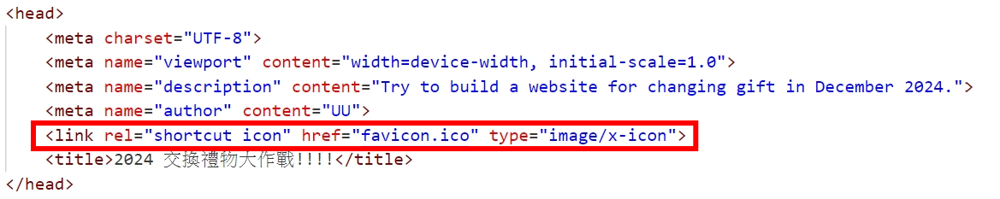 <head>
<meta charset="UTF-8">
<meta name="viewport" content="width=device-width, initial-scale=1.0">
<meta name="description" content="Try to build a website for changing gift in December 2024.">
<meta name="author" content="UU">
<link rel="shortcut icon" href="favicon.ico" type="image/x-icon">
<title>2024 交換禮物大作戰!!!!</title>
</head>